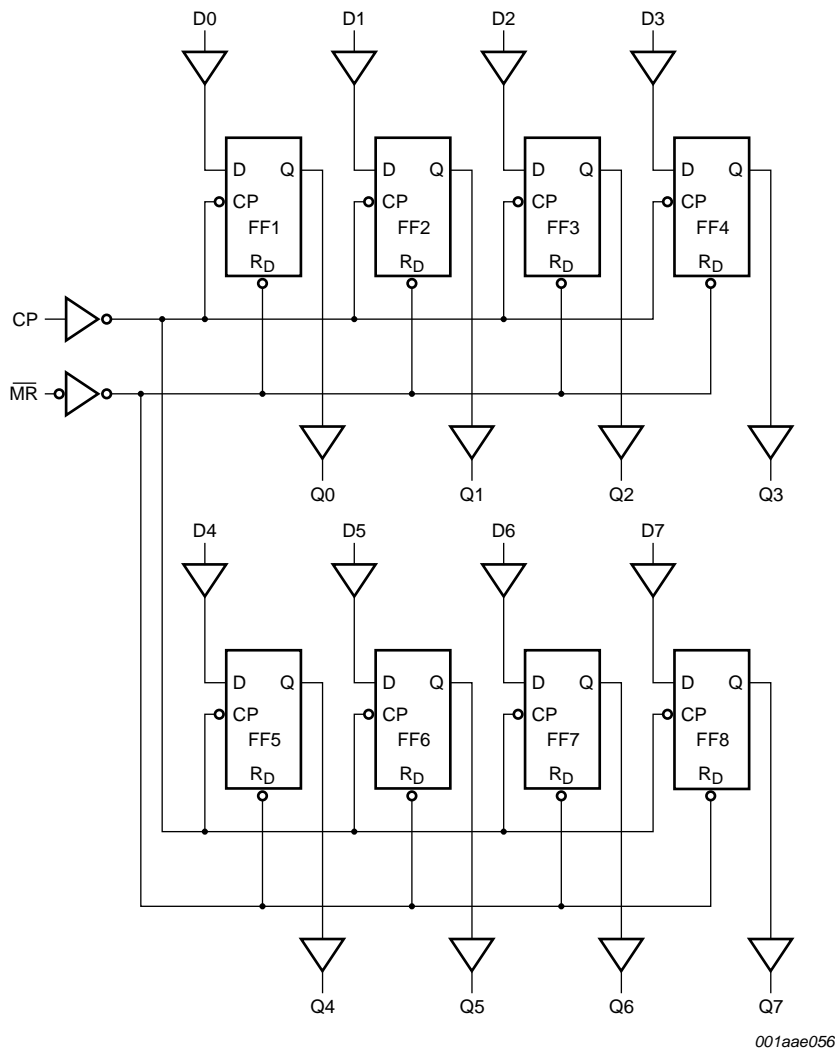 D0 D1 D2 D3
D Q D Q D Q D Q
CP CP CP CP
FF1 FF2 FF3 FF4
RD RD RD RD
CP
MR
Q0 Q1 Q2 Q3
D4 D5 D6 D7
D Q D Q D Q D Q
CP CP CP CP
FF5 FF6 FF7 FF8
RD RD RD RD
Q4 Q5 Q6 Q7
001aae056